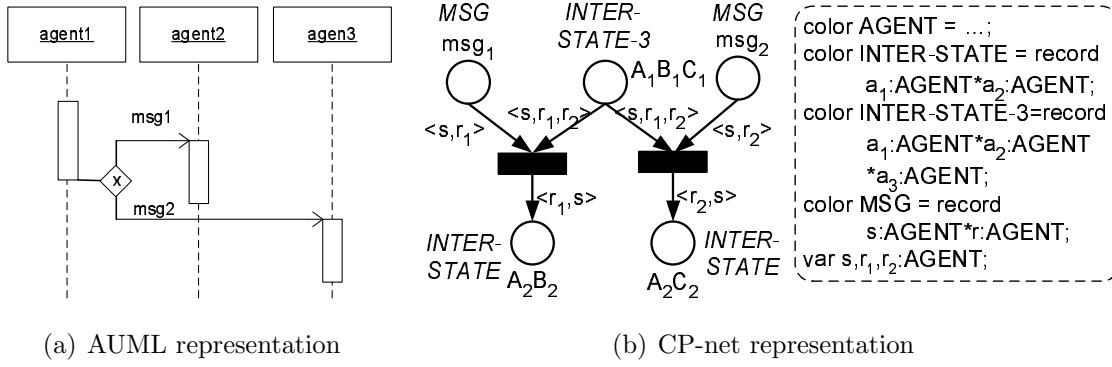 agent1
agent2
agen3
msg1
x
msg2
(a) AUML representation
MSG
msg₁
INTER-
STATE-3
MSG
msg₂
A₁B₁C₁
<s,r₁>
<s,r₁,r₂>
<s,r₁,r₂>
<s,r₂>
<r₁,s>
<r₂,s>
INTER-
STATE
A₂B₂
INTER-
STATE
A₂C₂
color AGENT = ...;
color INTER-STATE = record
a₁:AGENT*a₂:AGENT;
color INTER-STATE-3=record
a₁:AGENT*a₂:AGENT
*a₃:AGENT;
color MSG = record
s:AGENT*r:AGENT;
var s,r₁,r₂:AGENT;
(b) CP-net representation